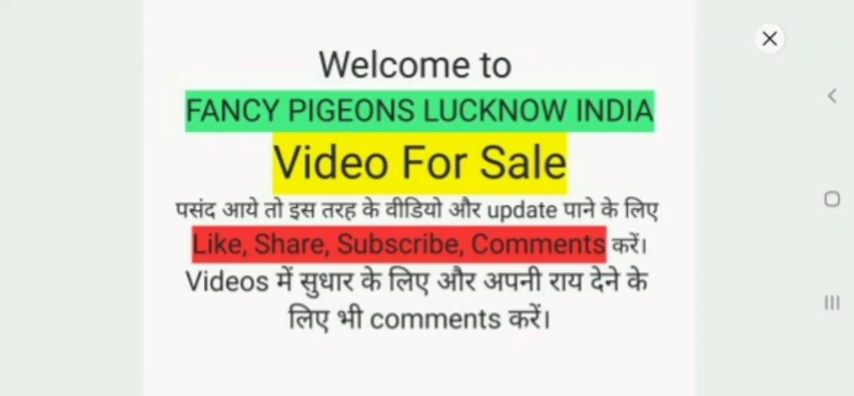 Welcome to
FANCY PIGEONS LUCKNOW INDIA
Video For Sale
पसंद आये तो इस तरह के वीडियो और update पाने के लिए
Like, Share, Subscribe, Comments करें।
Videos में सुधार के लिए और अपनी राय देने के
लिए भी comments करें।